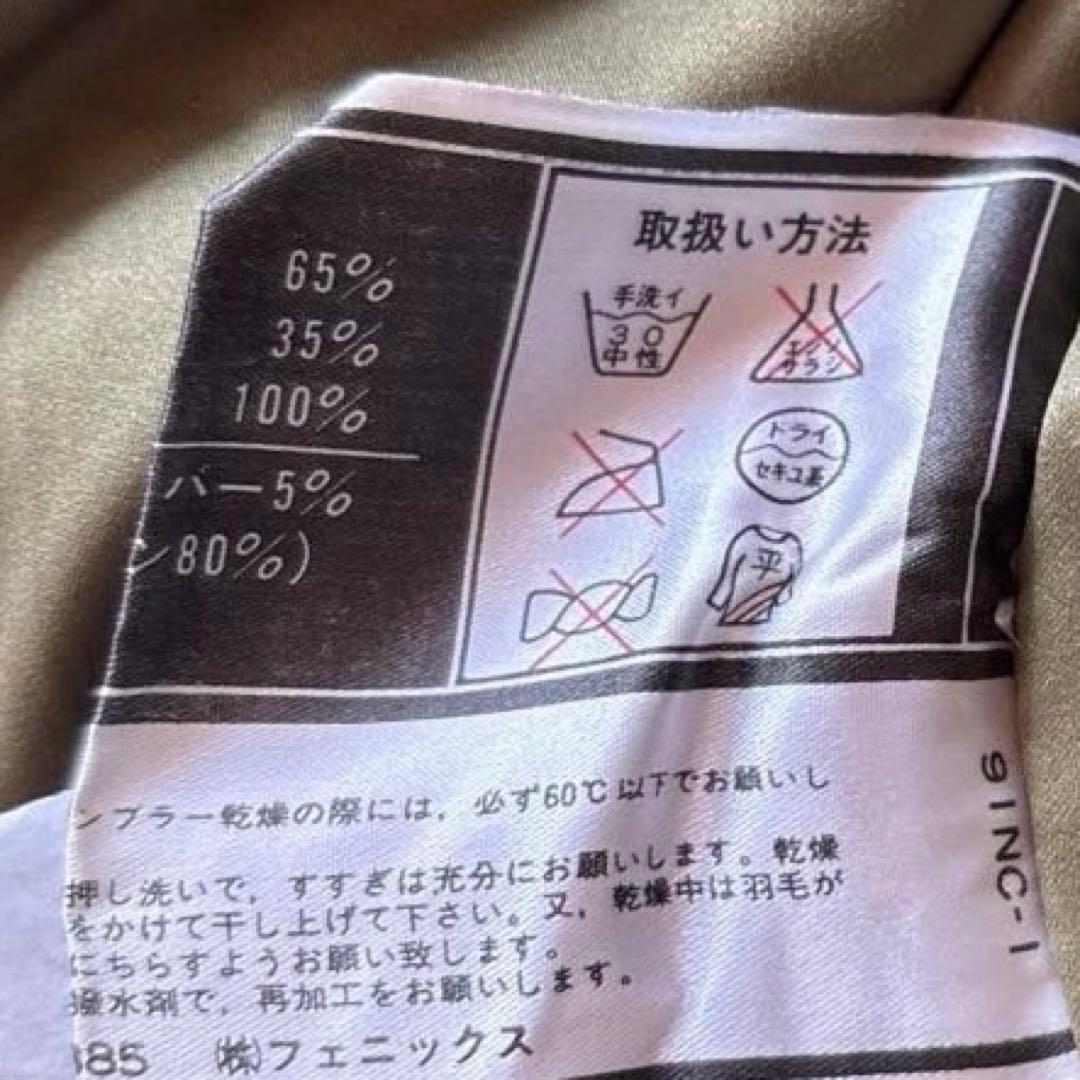 65%
35%
100%
バー5%
ン80%)
取扱い方法
手洗イ
30
中性
エンソ
サラシ
ドライ
セキユ系
平
ンブラー乾燥の際には,必ず60℃以下でお願いし
押し洗いで,すすぎは充分にお願いします。乾燥
をかけて干し上げて下さい。又,乾燥中は羽毛が
にちらすようお願い致します。
撥水剤で,再加工をお願いします。
85 ㈱フェニックス
9INC-1